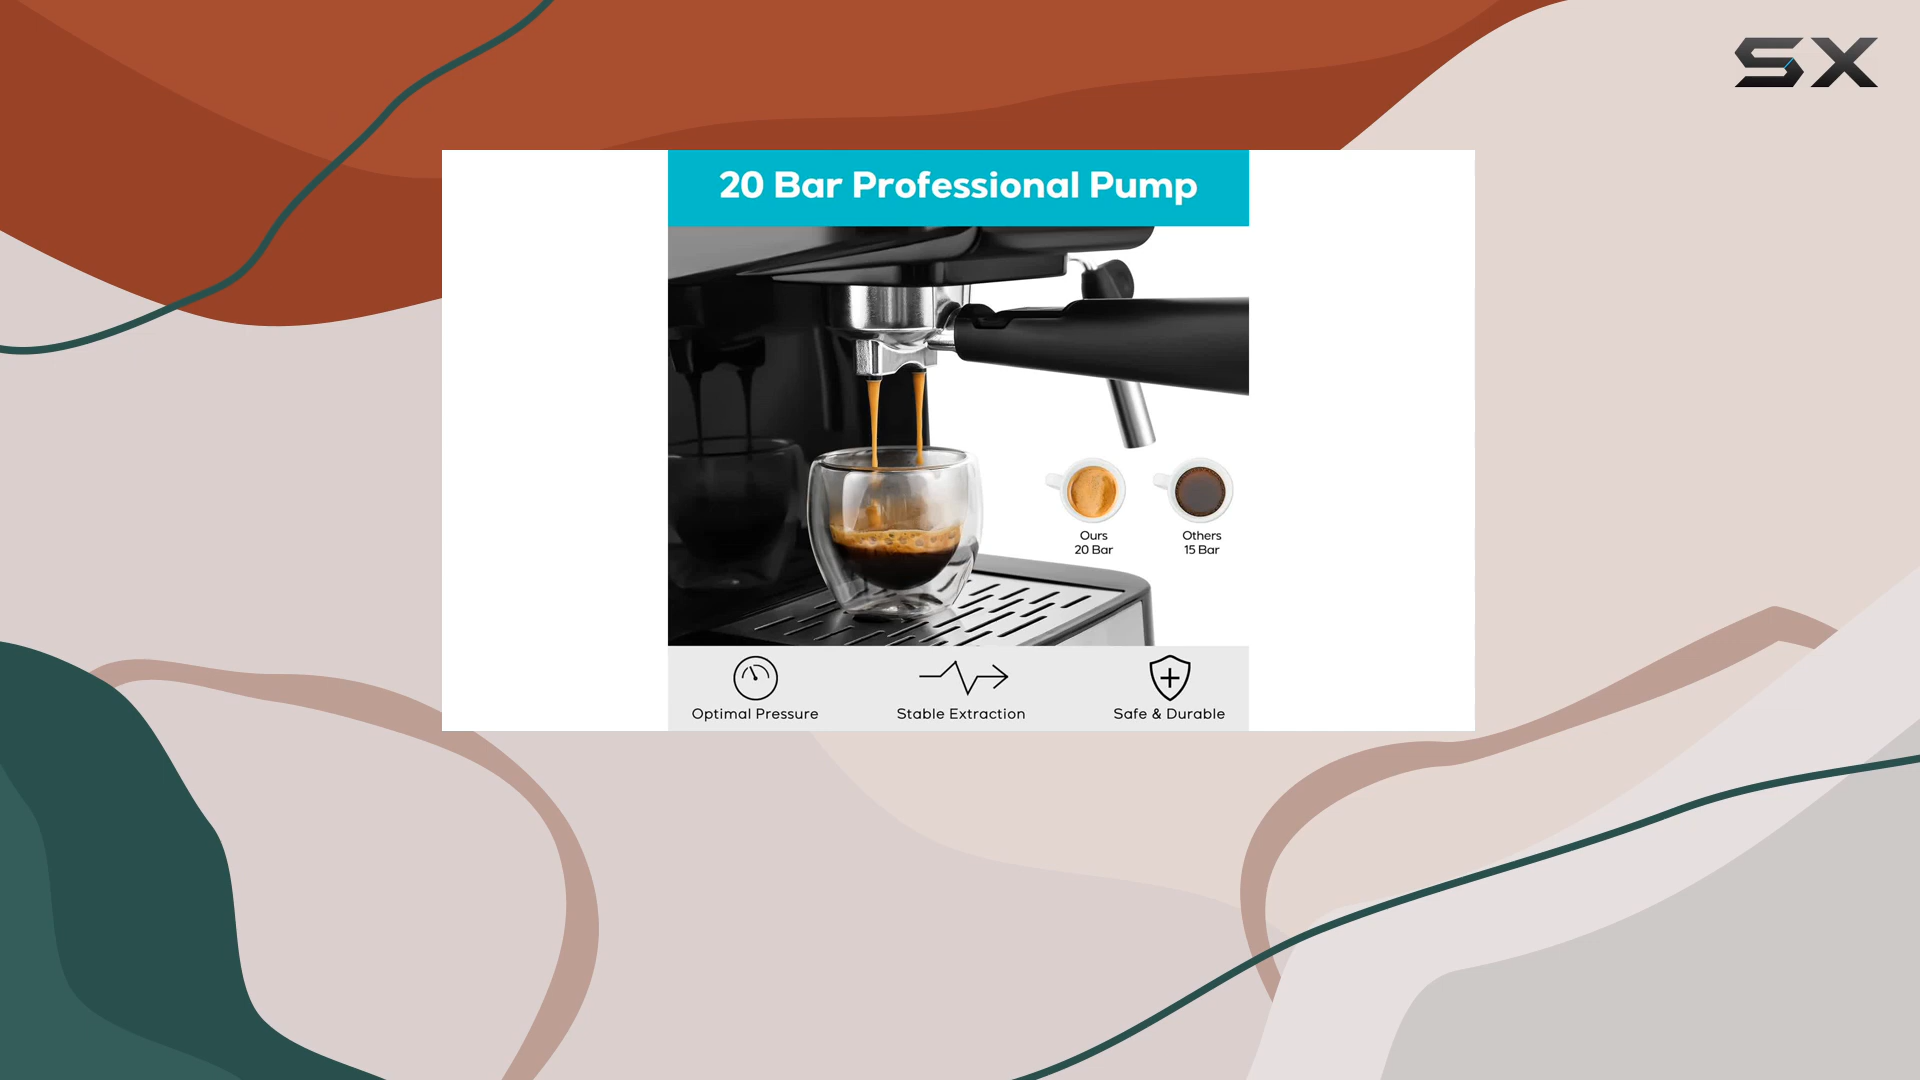 SX
20 Bar Professional Pump
Ours
20 Bar
Others
15 Bar
Optimal Pressure
Stable Extraction
Safe & Durable